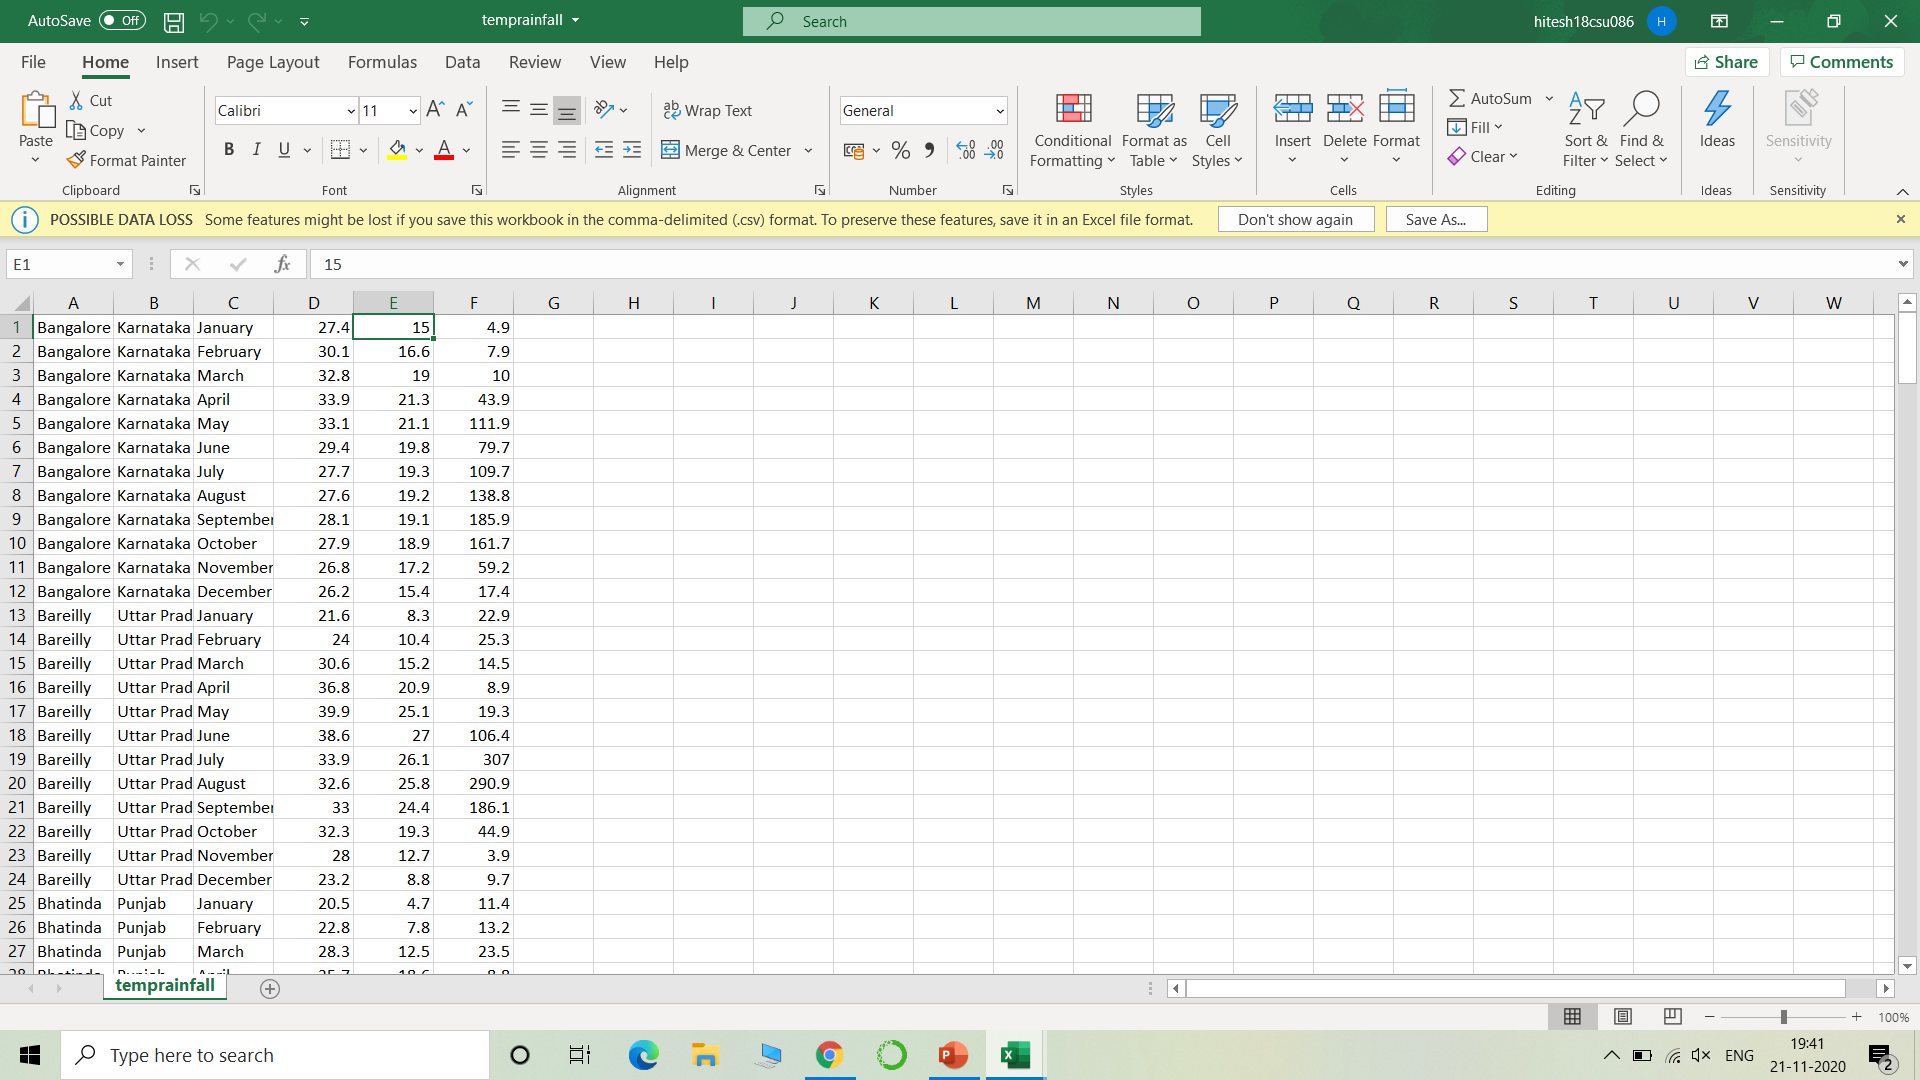 AutoSave Off temprainfall Search hitesh18csu086 H
File Home Insert Page Layout Formulas Data Review View Help Share Comments
Paste Cut Copy Format Painter Clipboard
Calibri 11 A A B I U A Font
ab Wrap Text Merge & Center Alignment
General % Number
Conditional Formatting Format as Table Cell Styles Styles
Insert Delete Format Cells
AutoSum Fill Clear Sort & Filter Find & Select Editing
Ideas Ideas
Sensitivity Sensitivity
POSSIBLE DATA LOSS Some features might be lost if you save this workbook in the comma-delimited (.csv) format. To preserve these features, save it in an Excel file format. Don't show again Save As...
E1 fx 15
A B C D E F G H I J K L M N O P Q R S T U V W
1 Bangalore Karnataka January 27.4 15 4.9
2 Bangalore Karnataka February 30.1 16.6 7.9
3 Bangalore Karnataka March 32.8 19 10
4 Bangalore Karnataka April 33.9 21.3 43.9
5 Bangalore Karnataka May 33.1 21.1 111.9
6 Bangalore Karnataka June 29.4 19.8 79.7
7 Bangalore Karnataka July 27.7 19.3 109.7
8 Bangalore Karnataka August 27.6 19.2 138.8
9 Bangalore Karnataka September 28.1 19.1 185.9
10 Bangalore Karnataka October 27.9 18.9 161.7
11 Bangalore Karnataka November 26.8 17.2 59.2
12 Bangalore Karnataka December 26.2 15.4 17.4
13 Bareilly Uttar Prad January 21.6 8.3 22.9
14 Bareilly Uttar Prad February 24 10.4 25.3
15 Bareilly Uttar Prad March 30.6 15.2 14.5
16 Bareilly Uttar Prad April 36.8 20.9 8.9
17 Bareilly Uttar Prad May 39.9 25.1 19.3
18 Bareilly Uttar Prad June 38.6 27 106.4
19 Bareilly Uttar Prad July 33.9 26.1 307
20 Bareilly Uttar Prad August 32.6 25.8 290.9
21 Bareilly Uttar Prad September 33 24.4 186.1
22 Bareilly Uttar Prad October 32.3 19.3 44.9
23 Bareilly Uttar Prad November 28 12.7 3.9
24 Bareilly Uttar Prad December 23.2 8.8 9.7
25 Bhatinda Punjab January 20.5 4.7 11.4
26 Bhatinda Punjab February 22.8 7.8 13.2
27 Bhatinda Punjab March 28.3 12.5 23.5
temprainfall
100%
Type here to search ENG 19:41
21-11-2020 2